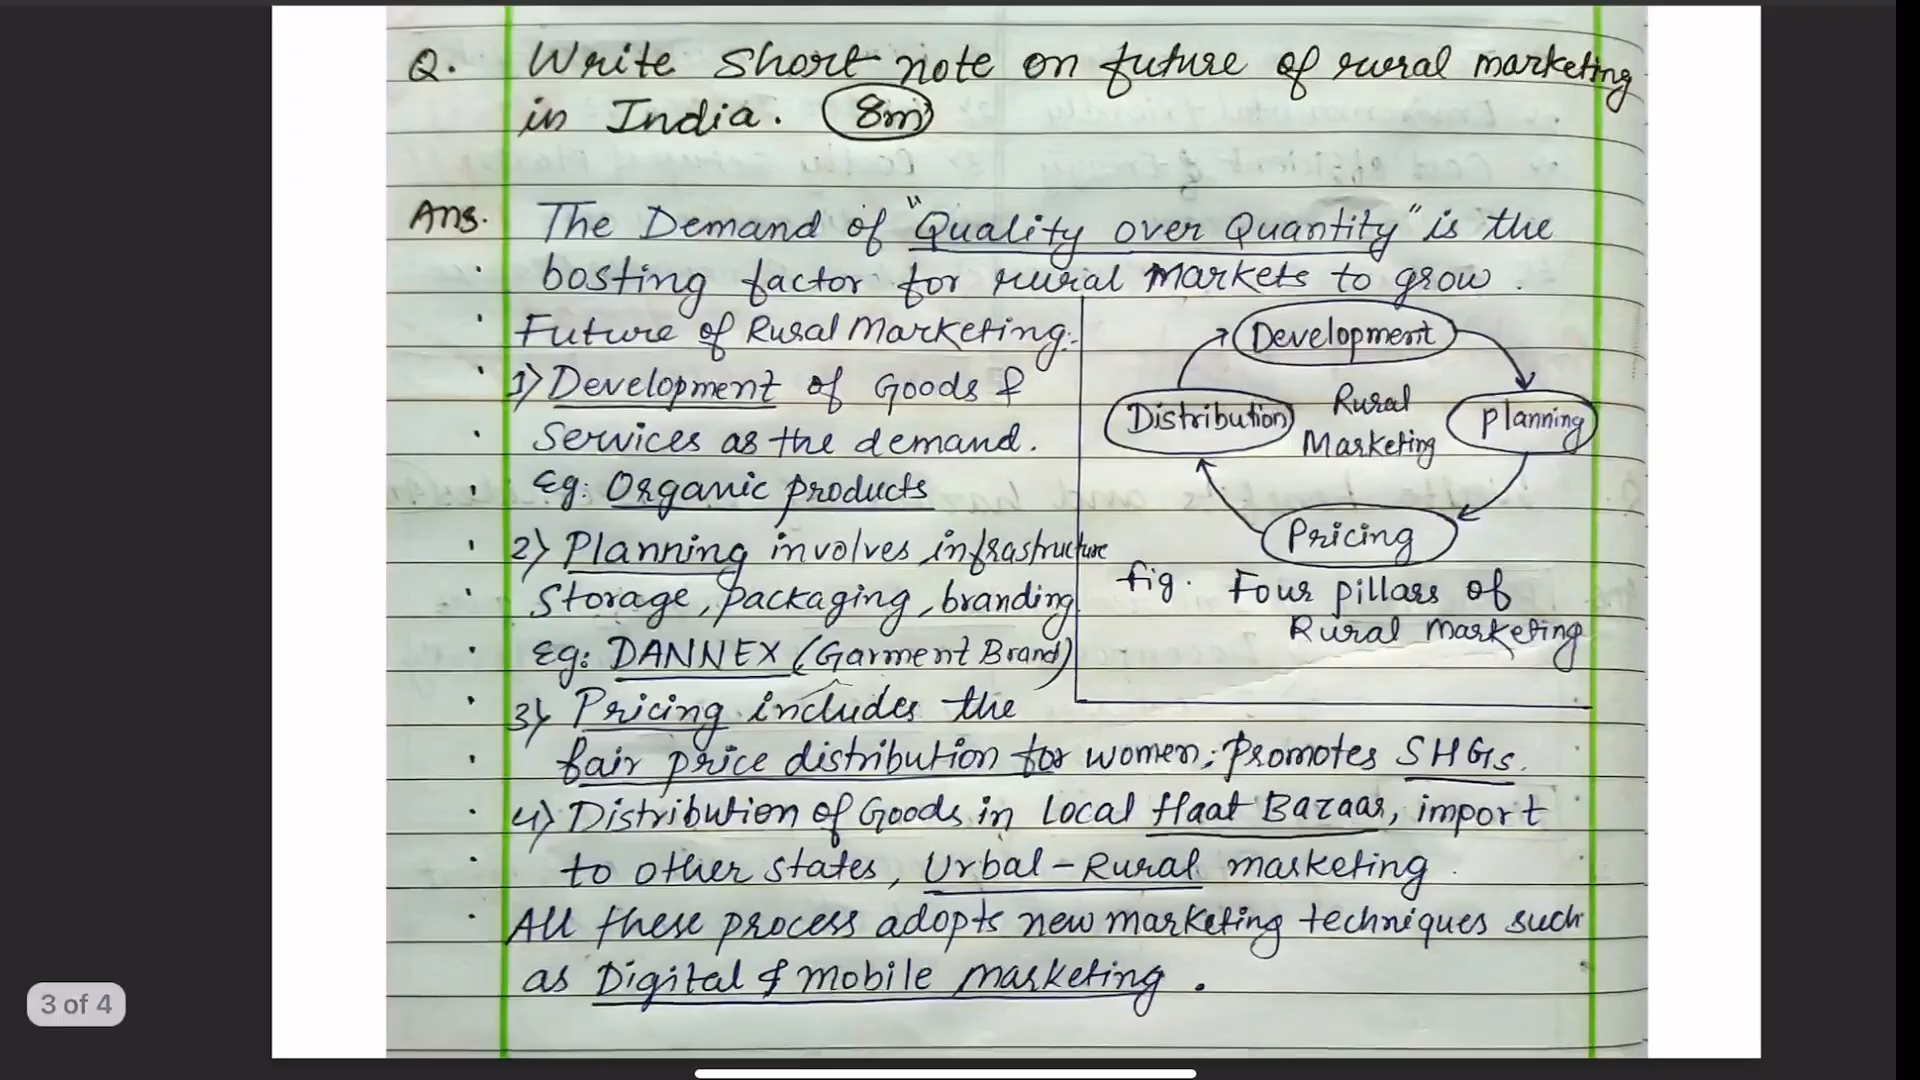 Q. Write short note on future of rural marketing
in India. 8m
Ans. The Demand of "Quality over Quantity" is the
bosting factor for rural markets to grow.
Future of Rural Marketing:-
1) Development of Goods &
Services as the demand.
Eg: Organic products
2) Planning involves infrastructure
Storage, packaging, branding
Eg: DANNEX (Garment Brand)
3) Pricing includes the
fair price distribution for women; promotes SHGs.
4) Distribution of Goods in local Haat Bazaar, import
to other states, Urbal-Rural marketing.
All these process adopts new marketing techniques such
as Digital & mobile marketing.
Development
Distribution
Rural
Marketing
planning
Pricing
fig. Four pillars of
Rural Marketing
3 of 4